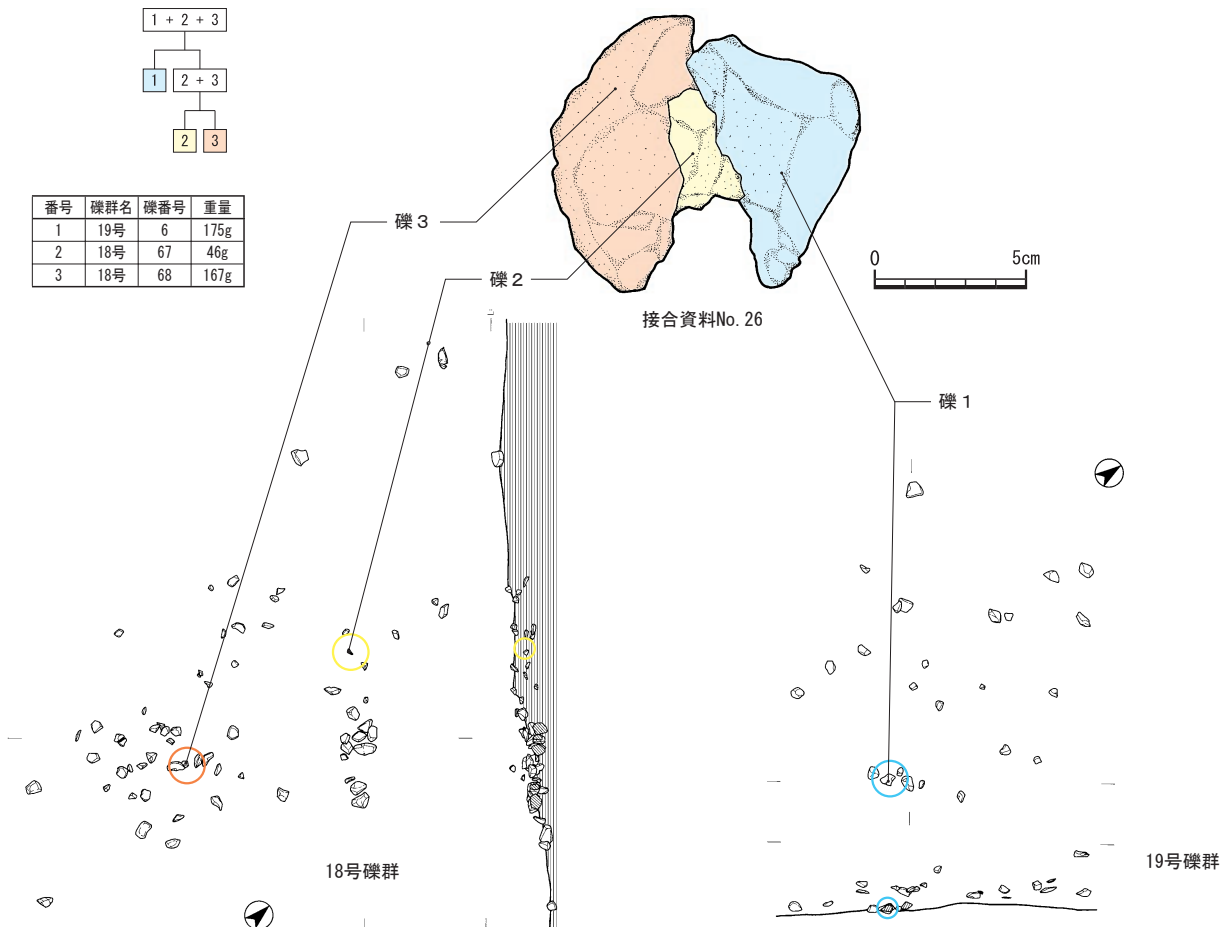 1 + 2 + 3
1
2 + 3
2
3
番号 礫群名 礫番号 重量
1 19号 6 175g
2 18号 67 46g
3 18号 68 167g
礫3
礫2
0 5cm
接合資料No. 26
礫1
18号礫群
19号礫群